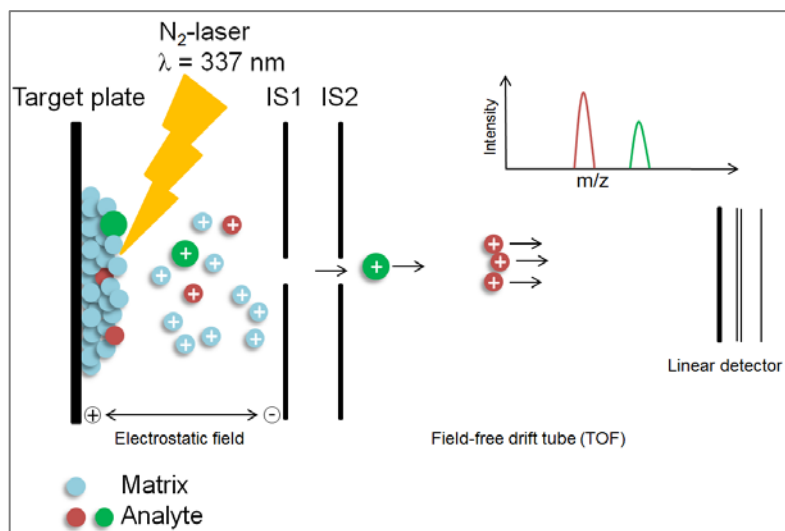 N₂-laser
λ = 337 nm
Target plate
IS1
IS2
Intensity
m/z
Linear detector
Electrostatic field
Field-free drift tube (TOF)
Matrix
Analyte